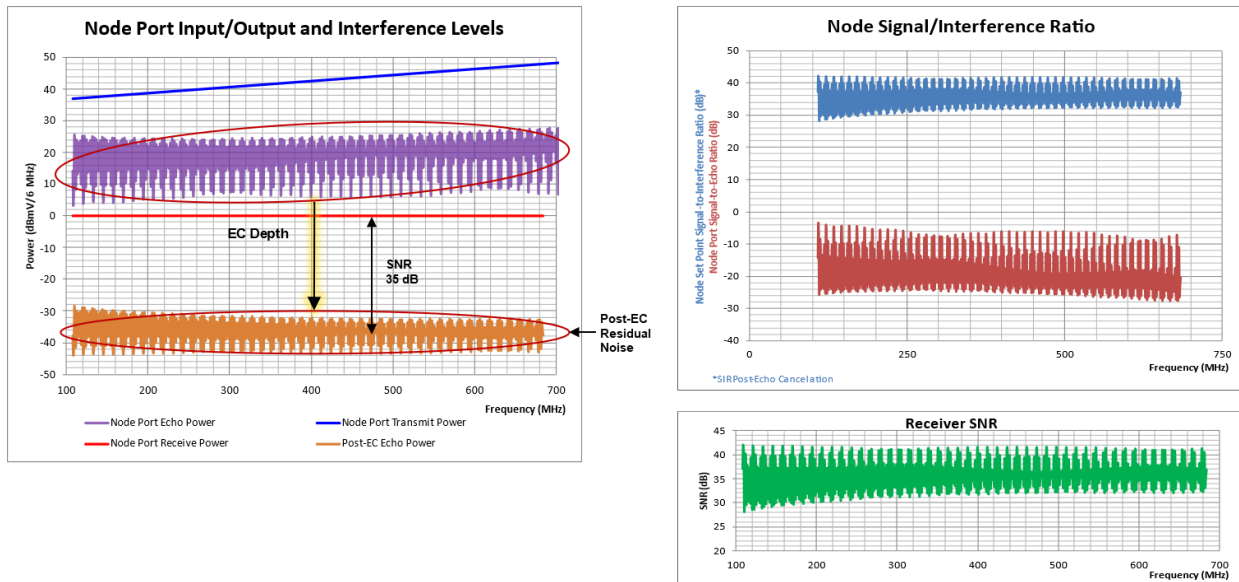 Node Port Input/Output and Interference Levels
50
40
30
20
10
0
-10
-20
-30
-40
-50
Power (dBmV/6 MHz)
EC Depth
SNR
35 dB
Post-EC
Residual
Noise
100 200 300 400 500 600 700
Frequency (MHz)
Node Port Echo Power
Node Port Transmit Power
Node Port Receive Power
Post-EC Echo Power
Node Signal/Interference Ratio
Node Set Point Signal-to-Interference Ratio (dB)*
Node Port Signal-to-Echo Ratio (dB)
50
40
30
20
10
0
-10
-20
-30
-40
0 250 500 750
Frequency (MHz)
*SIRPost-Echo Cancelation
Receiver SNR
SNR (dB)
45
40
35
30
25
20
100 200 300 400 500 600 700
Frequency (MHz)